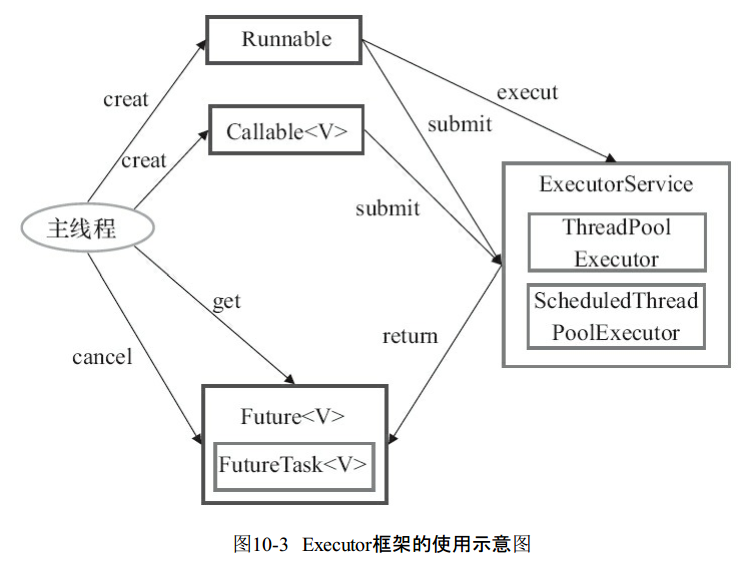 Runnable
creat
execut
submit
Callable<V>
creat
submit
ExecutorService
ThreadPool
Executor
主线程
ScheduledThread
PoolExecutor
get
return
cancel
Future<V>
FutureTask<V>
图10-3 Executor框架的使用示意图